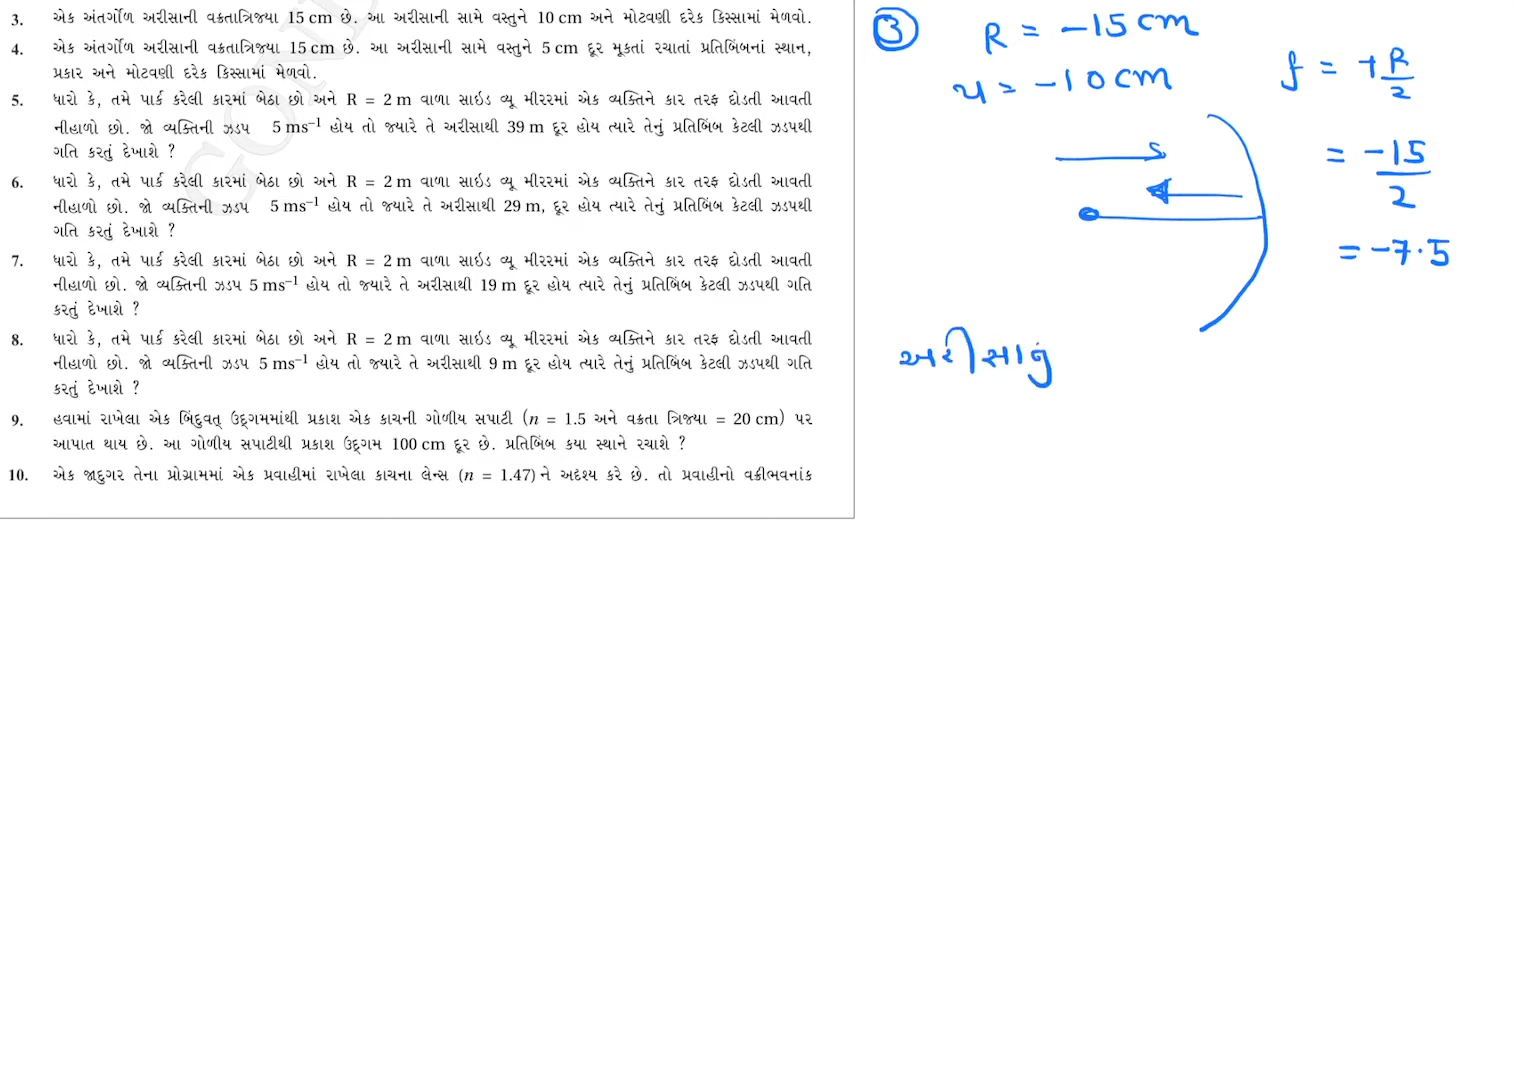 3. એક અંતર્ગોળ અરીસાની વક્રતાત્રિજ્યા 15 cm છે. આ અરીસાની સામે વસ્તુને 10 cm અને મોટવણી દરેક કિસ્સામાં મેળવો.
4. એક અંતર્ગોળ અરીસાની વક્રતાત્રિજ્યા 15 cm છે. આ અરીસાની સામે વસ્તુને 5 cm દૂર મૂકતાં રચાતાં પ્રતિબિંબનાં સ્થાન,
પ્રકાર અને મોટવણી દરેક કિસ્સામાં મેળવો.
5. ધારો કે, તમે પાર્ક કરેલી કારમાં બેઠા છો અને R = 2 m વાળા સાઇડ વ્યૂ મીરરમાં એક વ્યક્તિને કાર તરફ દોડતી આવતી
નીહાળો છો. જો વ્યક્તિની ઝડપ 5 ms⁻¹ હોય તો જ્યારે તે અરીસાથી 39 m દૂર હોય ત્યારે તેનું પ્રતિબિંબ કેટલી ઝડપથી
ગતિ કરતું દેખાશે ?
6. ધારો કે, તમે પાર્ક કરેલી કારમાં બેઠા છો અને R = 2 m વાળા સાઇડ વ્યૂ મીરરમાં એક વ્યક્તિને કાર તરફ દોડતી આવતી
નીહાળો છો. જો વ્યક્તિની ઝડપ 5 ms⁻¹ હોય તો જ્યારે તે અરીસાથી 29 m, દૂર હોય ત્યારે તેનું પ્રતિબિંબ કેટલી ઝડપથી
ગતિ કરતું દેખાશે ?
7. ધારો કે, તમે પાર્ક કરેલી કારમાં બેઠા છો અને R = 2 m વાળા સાઇડ વ્યૂ મીરરમાં એક વ્યક્તિને કાર તરફ દોડતી આવતી
નીહાળો છો. જો વ્યક્તિની ઝડપ 5 ms⁻¹ હોય તો જ્યારે તે અરીસાથી 19 m દૂર હોય ત્યારે તેનું પ્રતિબિંબ કેટલી ઝડપથી ગતિ
કરતું દેખાશે ?
8. ધારો કે, તમે પાર્ક કરેલી કારમાં બેઠા છો અને R = 2 m વાળા સાઇડ વ્યૂ મીરરમાં એક વ્યક્તિને કાર તરફ દોડતી આવતી
નીહાળો છો. જો વ્યક્તિની ઝડપ 5 ms⁻¹ હોય તો જ્યારે તે અરીસાથી 9 m દૂર હોય ત્યારે તેનું પ્રતિબિંબ કેટલી ઝડપથી ગતિ
કરતું દેખાશે ?
9. હવામાં રાખેલા એક બિંદુવત્ ઉદ્ગમમાંથી પ્રકાશ એક કાચની ગોળીય સપાટી (n = 1.5 અને વક્રતા ત્રિજ્યા = 20 cm) પર
આપાત થાય છે. આ ગોળીય સપાટીથી પ્રકાશ ઉદ્ગમ 100 cm દૂર છે. પ્રતિબિંબ કયા સ્થાને રચાશે ?
10. એક જાદુગર તેના પ્રોગ્રામમાં એક પ્રવાહીમાં રાખેલા કાચના લેન્સ (n = 1.47) ને અદૃશ્ય કરે છે. તો પ્રવાહીનો વક્રીભવનાંક
3
R = -15 cm
u = -10 cm
f = +R/2
= -15/2
= -7.5
અરીસાનું